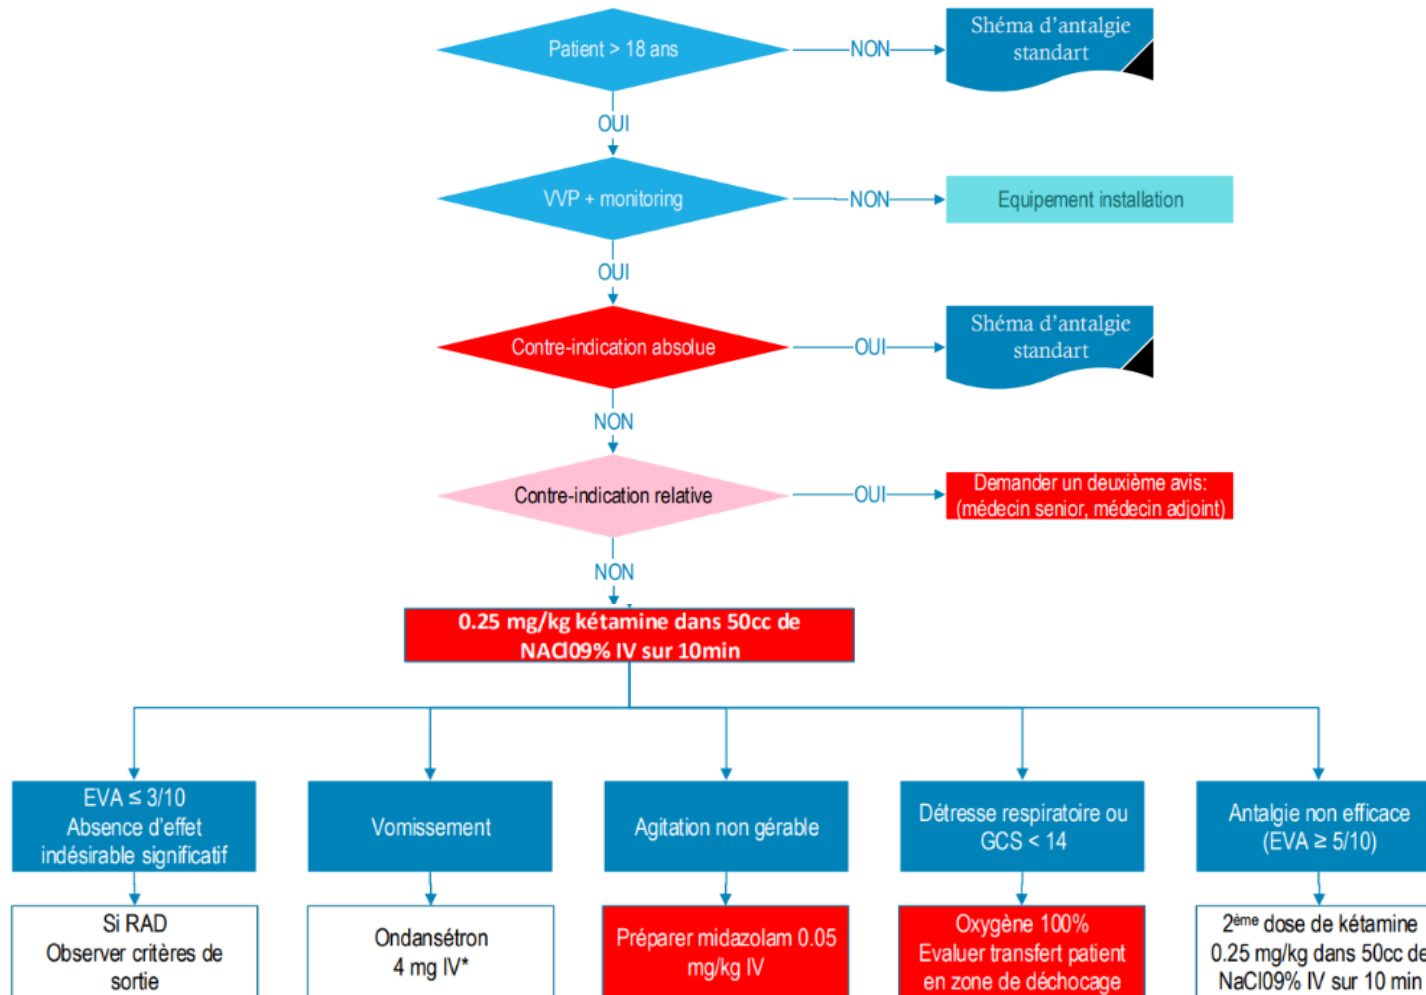 Patient > 18 ans
NON
Shéma d'antalgie
standart
OUI
VVP + monitoring
NON
Equipement installation
OUI
Contre-indication absolue
OUI
Shéma d'antalgie
standart
NON
Contre-indication relative
OUI
Demander un deuxième avis:
(médecin senior, médecin adjoint)
NON
0.25 mg/kg kétamine dans 50cc de
NACl09% IV sur 10min
EVA ≤ 3/10
Absence d'effet
indésirable significatif
Vomissement
Agitation non gérable
Détresse respiratoire ou
GCS < 14
Antalgie non efficace
(EVA ≥ 5/10)
Si RAD
Observer critères de
sortie
Ondansétron
4 mg IV*
Préparer midazolam 0.05
mg/kg IV
Oxygène 100%
Evaluer transfert patient
en zone de déchocage
2ème dose de kétamine
0.25 mg/kg dans 50cc de
NaCl09% IV sur 10 min